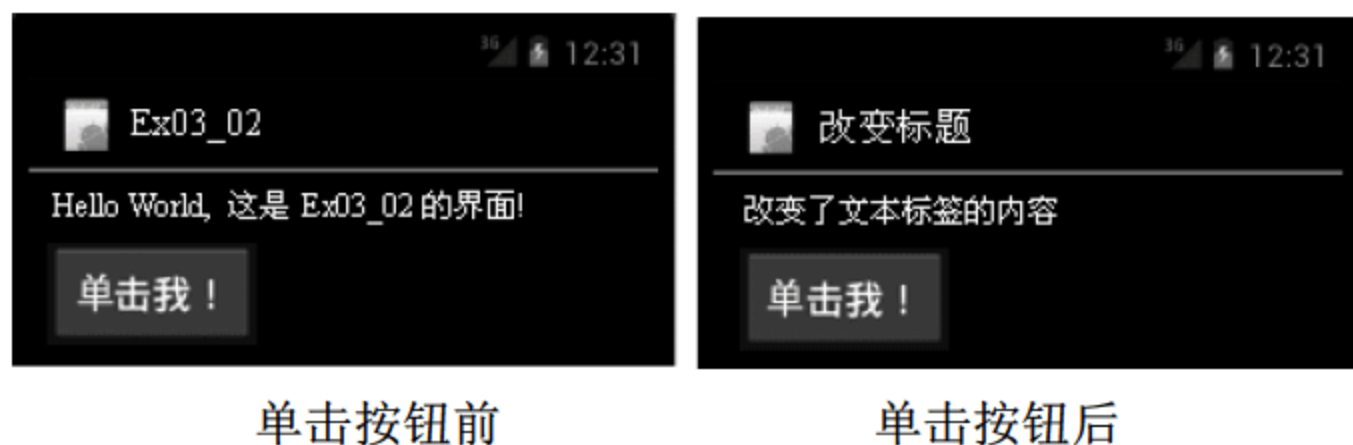 3G 12:31
Ex03_02
Hello World, 这是 Ex03_02 的界面!
单击我！
单击按钮前
3G 12:31
改变标题
改变了文本标签的内容
单击我！
单击按钮后